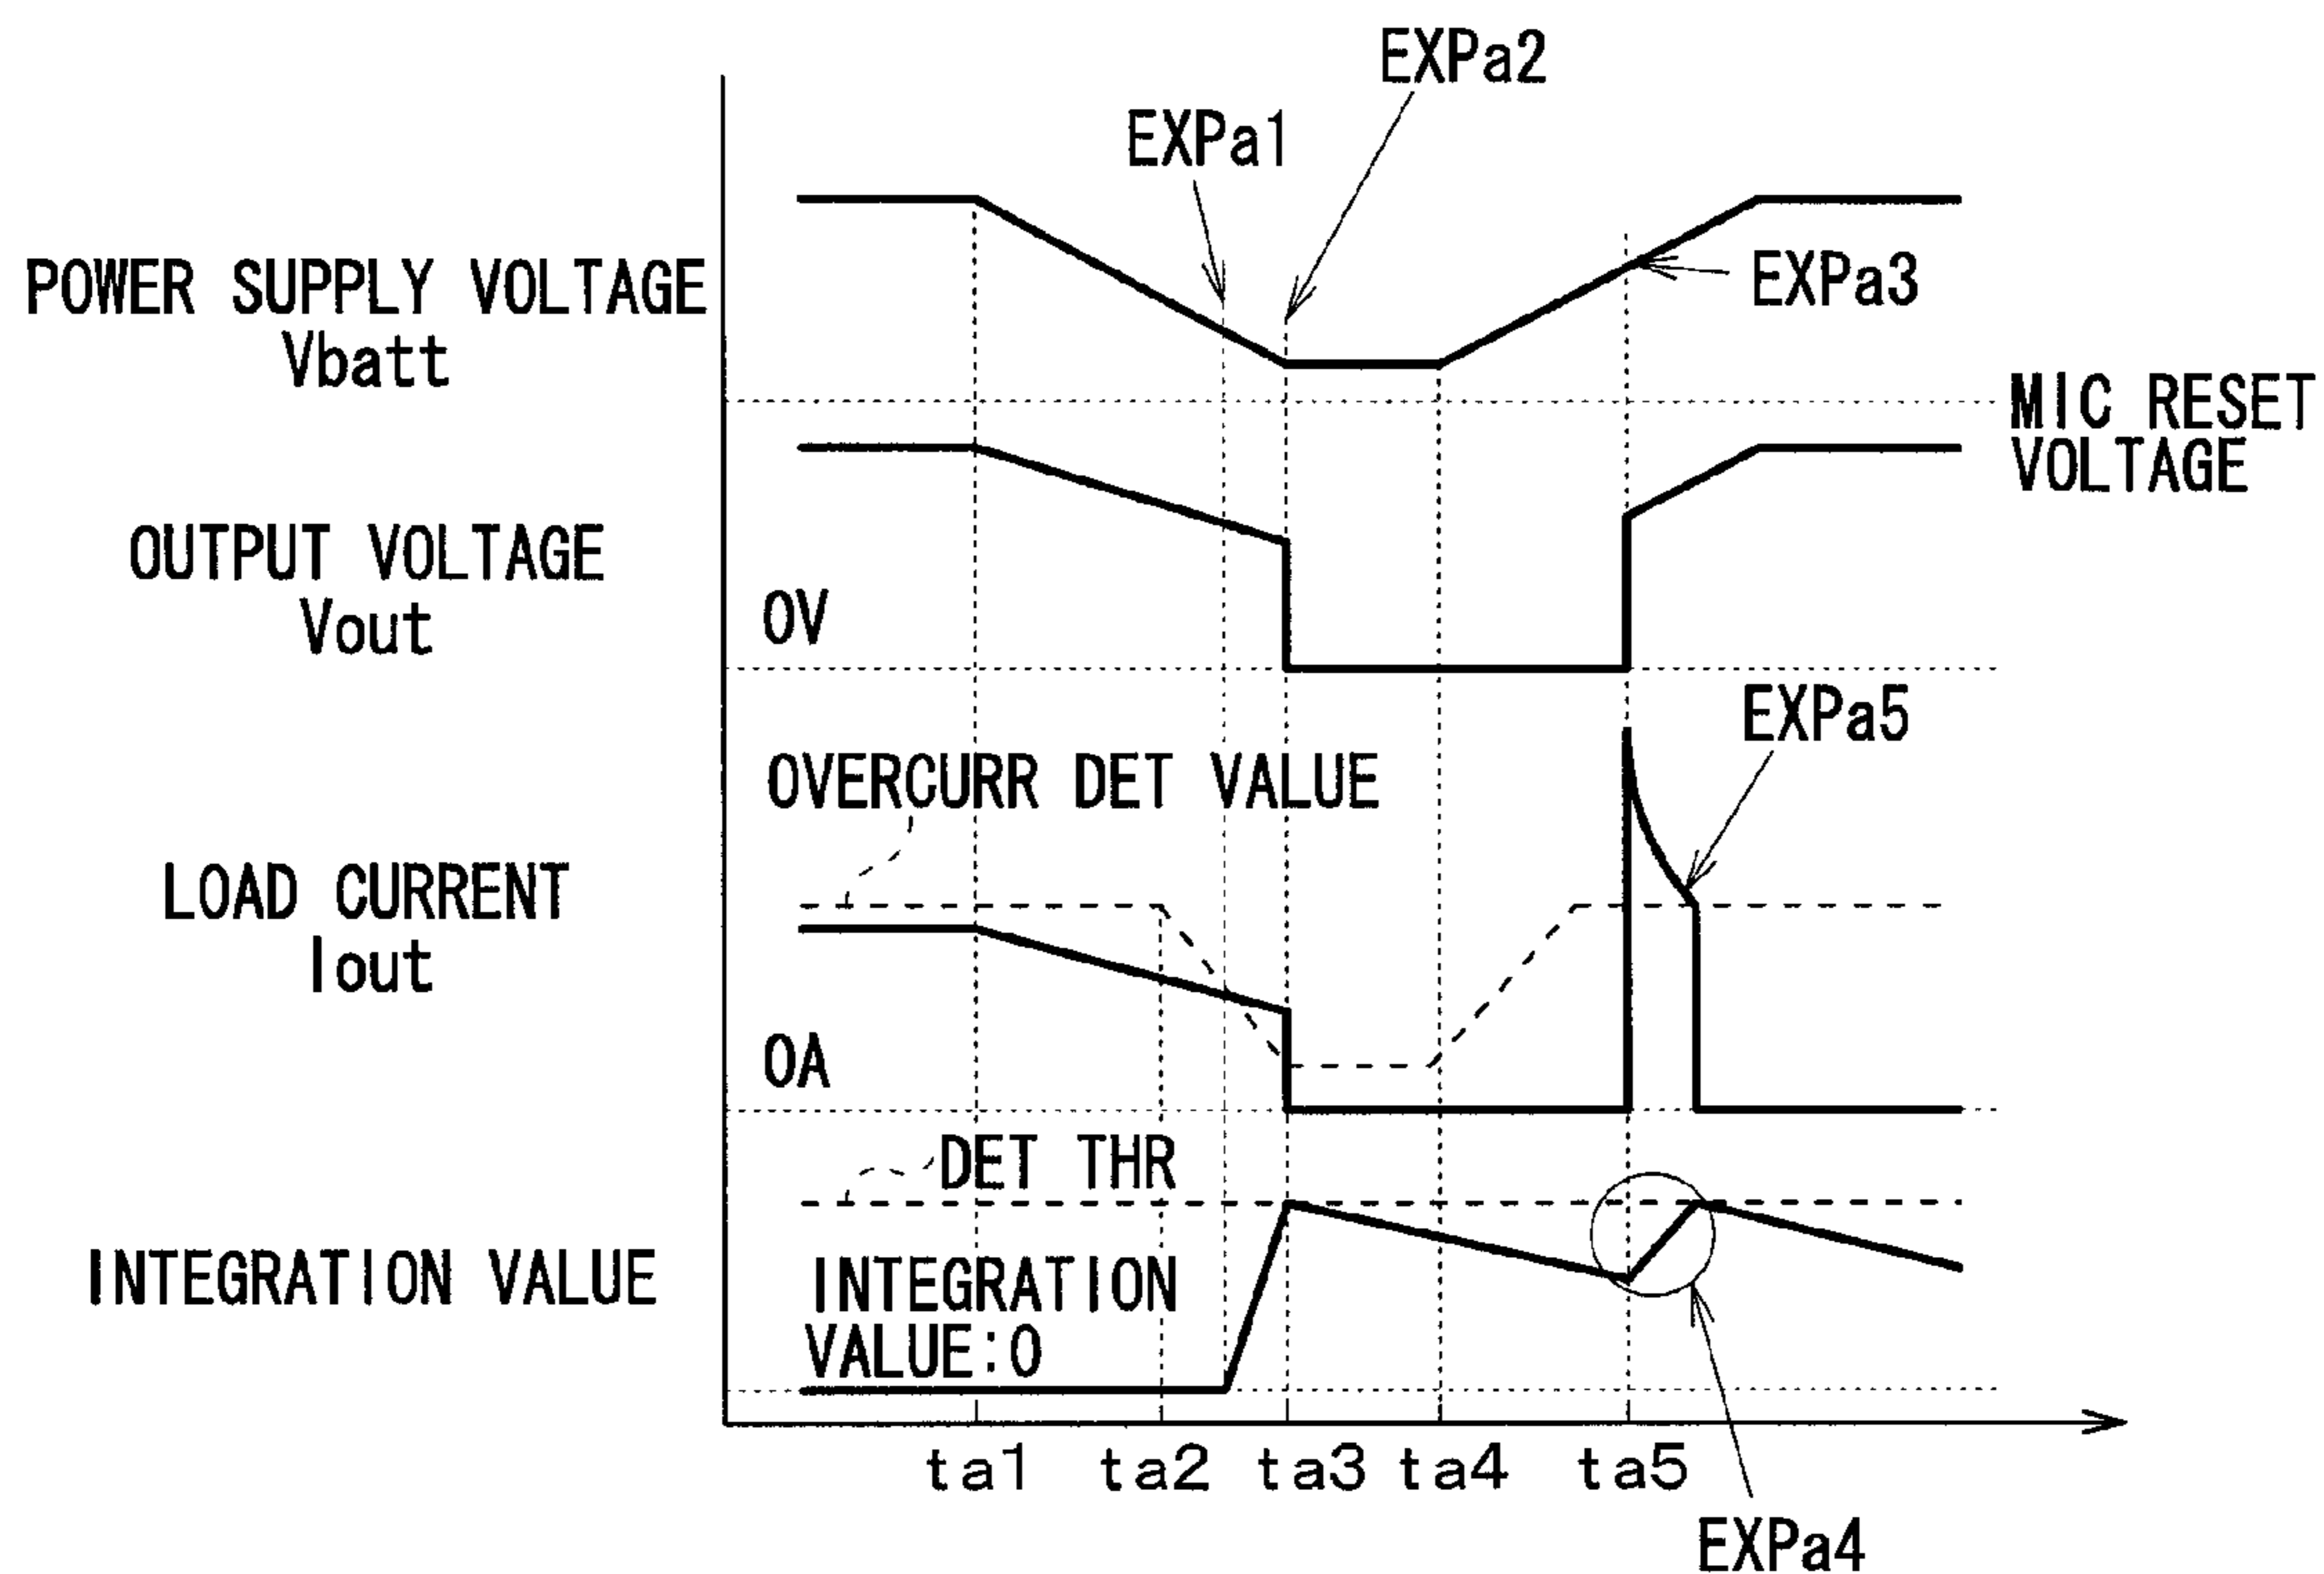 EXPa2
EXPa1
EXPa3
POWER SUPPLY VOLTAGE
Vbatt
MIC RESET
VOLTAGE
OUTPUT VOLTAGE
Vout
0V
EXPa5
OVERCURR DET VALUE
LOAD CURRENT
Iout
0A
DET THR
INTEGRATION VALUE
INTEGRATION
VALUE:0
ta1 ta2 ta3 ta4 ta5
EXPa4